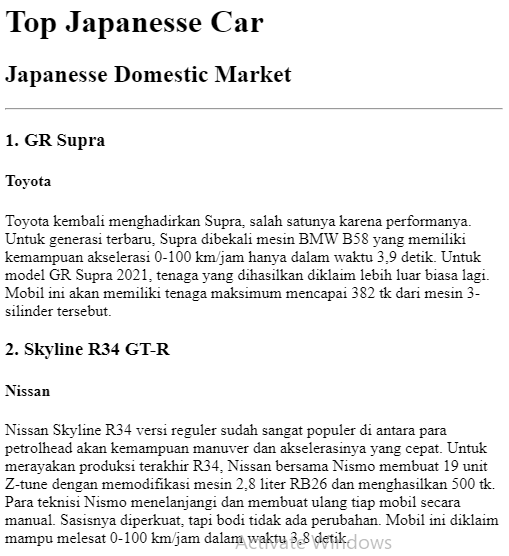 Top Japanesse Car
Japanesse Domestic Market
1. GR Supra
Toyota
Toyota kembali menghadirkan Supra, salah satunya karena performanya.
Untuk generasi terbaru, Supra dibekali mesin BMW B58 yang memiliki
kemampuan akselerasi 0-100 km/jam hanya dalam waktu 3,9 detik. Untuk
model GR Supra 2021, tenaga yang dihasilkan diklaim lebih luar biasa lagi.
Mobil ini akan memiliki tenaga maksimum mencapai 382 tk dari mesin 3-
silinder tersebut.
2. Skyline R34 GT-R
Nissan
Nissan Skyline R34 versi reguler sudah sangat populer di antara para
petrolhead akan kemampuan manuver dan akselerasinya yang cepat. Untuk
merayakan produksi terakhir R34, Nissan bersama Nismo membuat 19 unit
Z-tune dengan memodifikasi mesin 2,8 liter RB26 dan menghasilkan 500 tk.
Para teknisi Nismo menelanjangi dan membuat ulang tiap mobil secara
manual. Sasisnya diperkuat, tapi bodi tidak ada perubahan. Mobil ini diklaim
mampu melesat 0-100 km/jam dalam waktu 3,8 detik.
Activate Windows